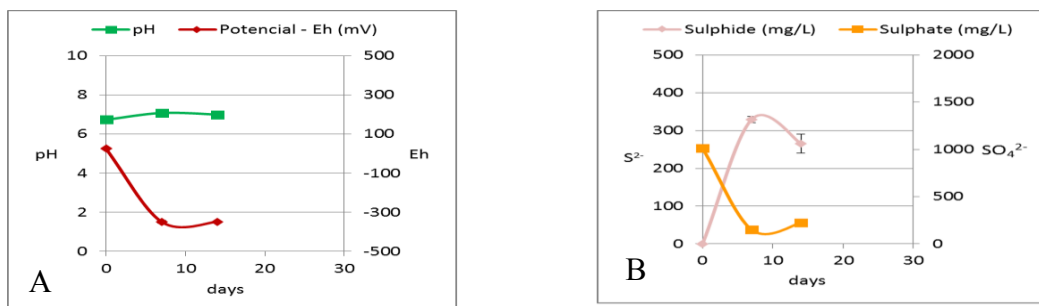 pH Potencial - Eh (mV)
10 500
8 300
6 100
pH Eh
4 -100
2 -300
0 -500
0 10 20 30
days
A
Sulphide (mg/L) Sulphate (mg/L)
500 2000
400 1500
300
S²⁻ 1000 SO₄²⁻
200
500
100
0 0
0 10 20 30
days
B